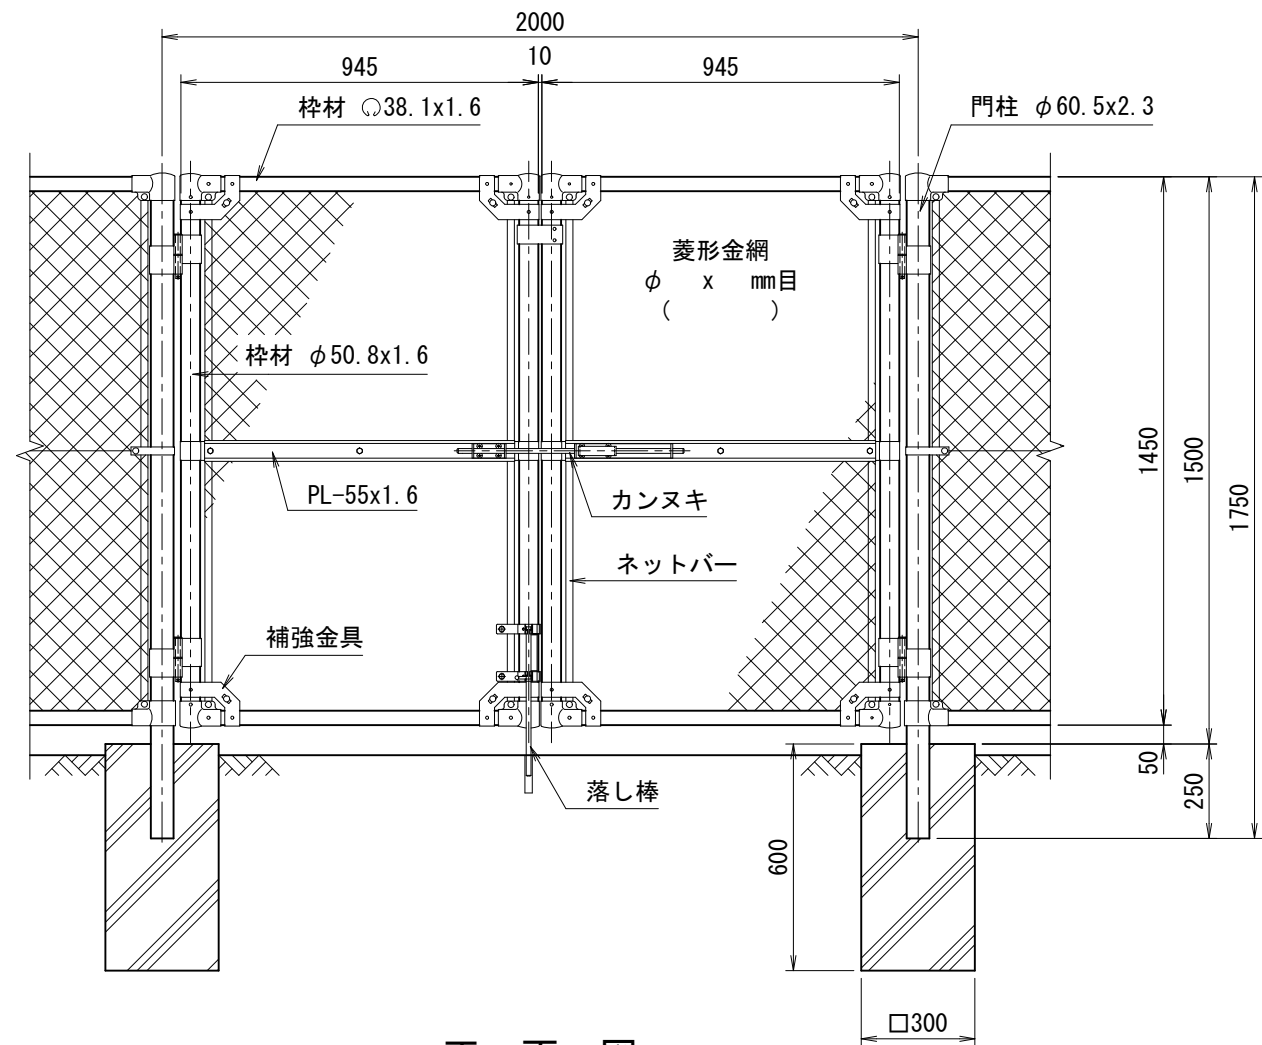 2000
945
10
945
枠材 38.1x1.6
門柱 φ60.5x2.3
菱形金網
φ x mm目
( )
枠材 φ50.8x1.6
PL-55x1.6
カンヌキ
ネットバー
補強金具
落し棒
1450
1500
1750
50
250
600
□300